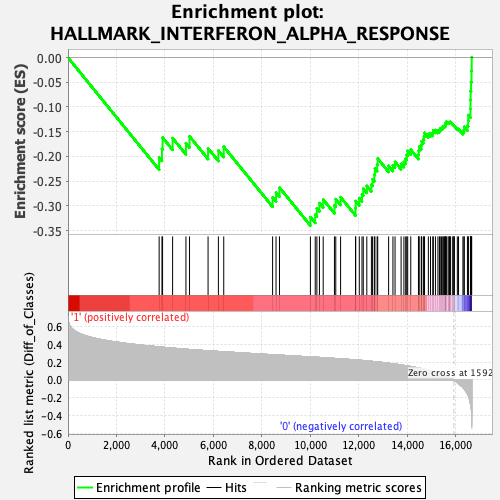 Enrichment plot:
HALLMARK_INTERFERON_ALPHA_RESPONSE
Enrichment score (ES)
0.00
-0.05
-0.10
-0.15
-0.20
-0.25
-0.30
-0.35
'1' (positively correlated)
Ranked list metric (Diff_of_Classes)
0.6
0.4
0.2
0.0
-0.2
-0.4
-0.6
Zero cross at 1592
'0' (negatively correlated)
0
2,000
4,000
6,000
8,000
10,000
12,000
14,000
16,000
Rank in Ordered Dataset
Enrichment profile
Hits
Ranking metric scores